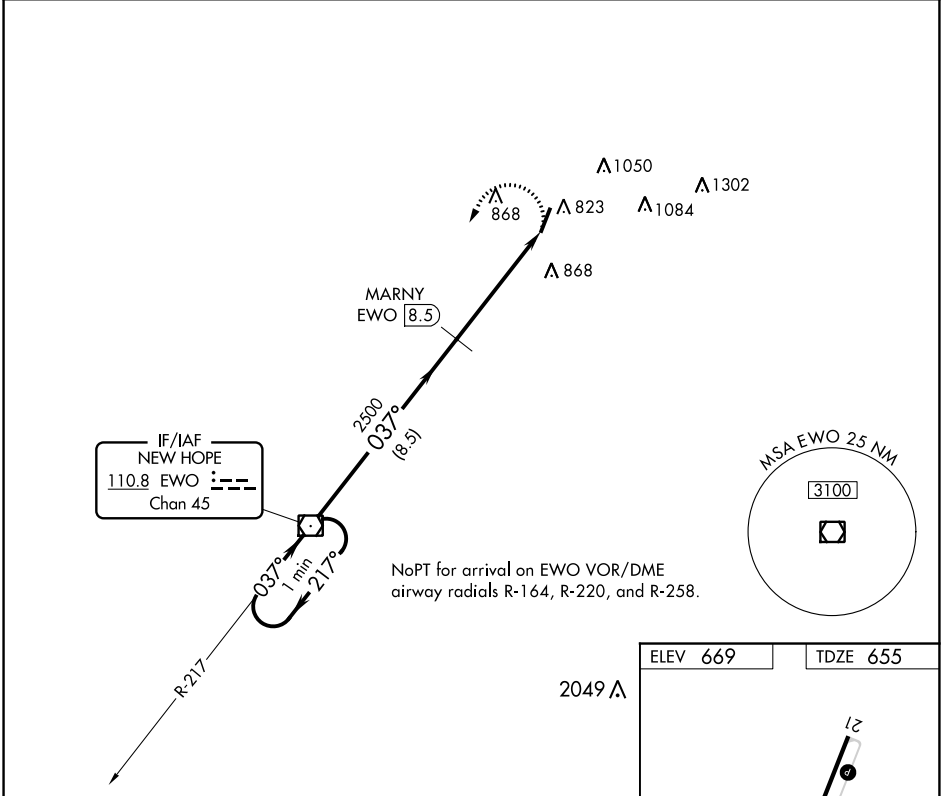 1050
1302
868
823
1084
868
MARNY
EWO 8.5
2500
037°
(8.5)
IF/IAF
NEW HOPE
110.8 EWO
Chan 45
MSA EWO 25 NM
3100
037°
1 min
217°
NoPT for arrival on EWO VOR/DME
airway radials R-164, R-220, and R-258.
R-217
ELEV 669
TDZE 655
2049
21
P